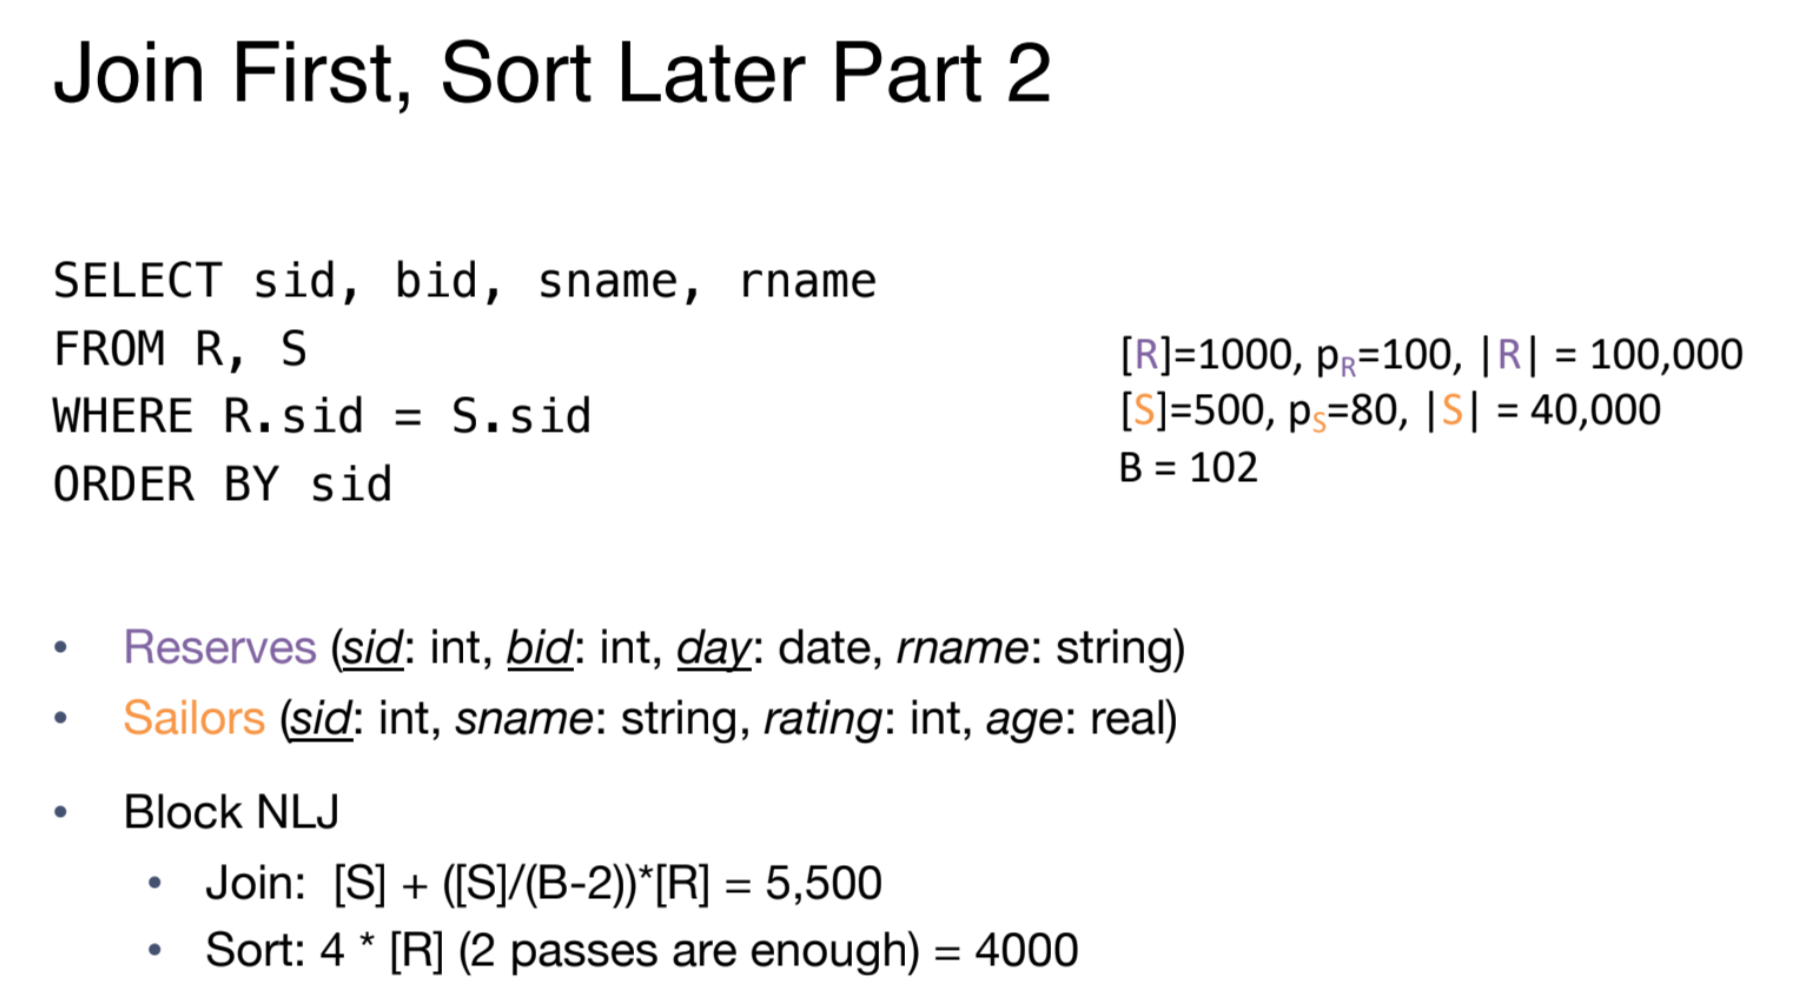 Join First, Sort Later Part 2
SELECT sid, bid, sname, rname
FROM R, S
WHERE R.sid = S.sid
ORDER BY sid
[R]=1000, pR=100, |R| = 100,000
[S]=500, pS=80, |S| = 40,000
B = 102
• Reserves (sid: int, bid: int, day: date, rname: string)
• Sailors (sid: int, sname: string, rating: int, age: real)
• Block NLJ
• Join: [S] + ([S]/(B-2))*[R] = 5,500
• Sort: 4 * [R] (2 passes are enough) = 4000